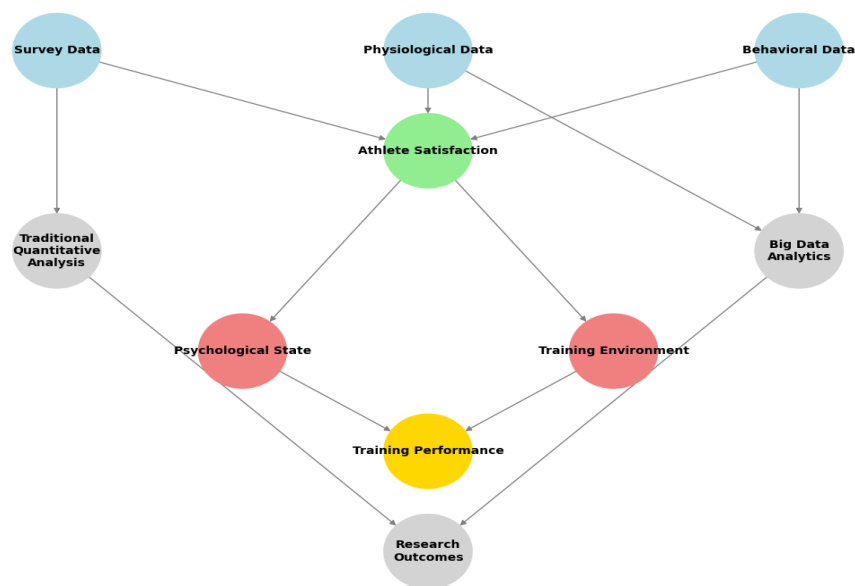 Survey Data
Physiological Data
Behavioral Data
Athlete Satisfaction
Traditional
Quantitative
Analysis
Big Data
Analytics
Psychological State
Training Environment
Training Performance
Research
Outcomes